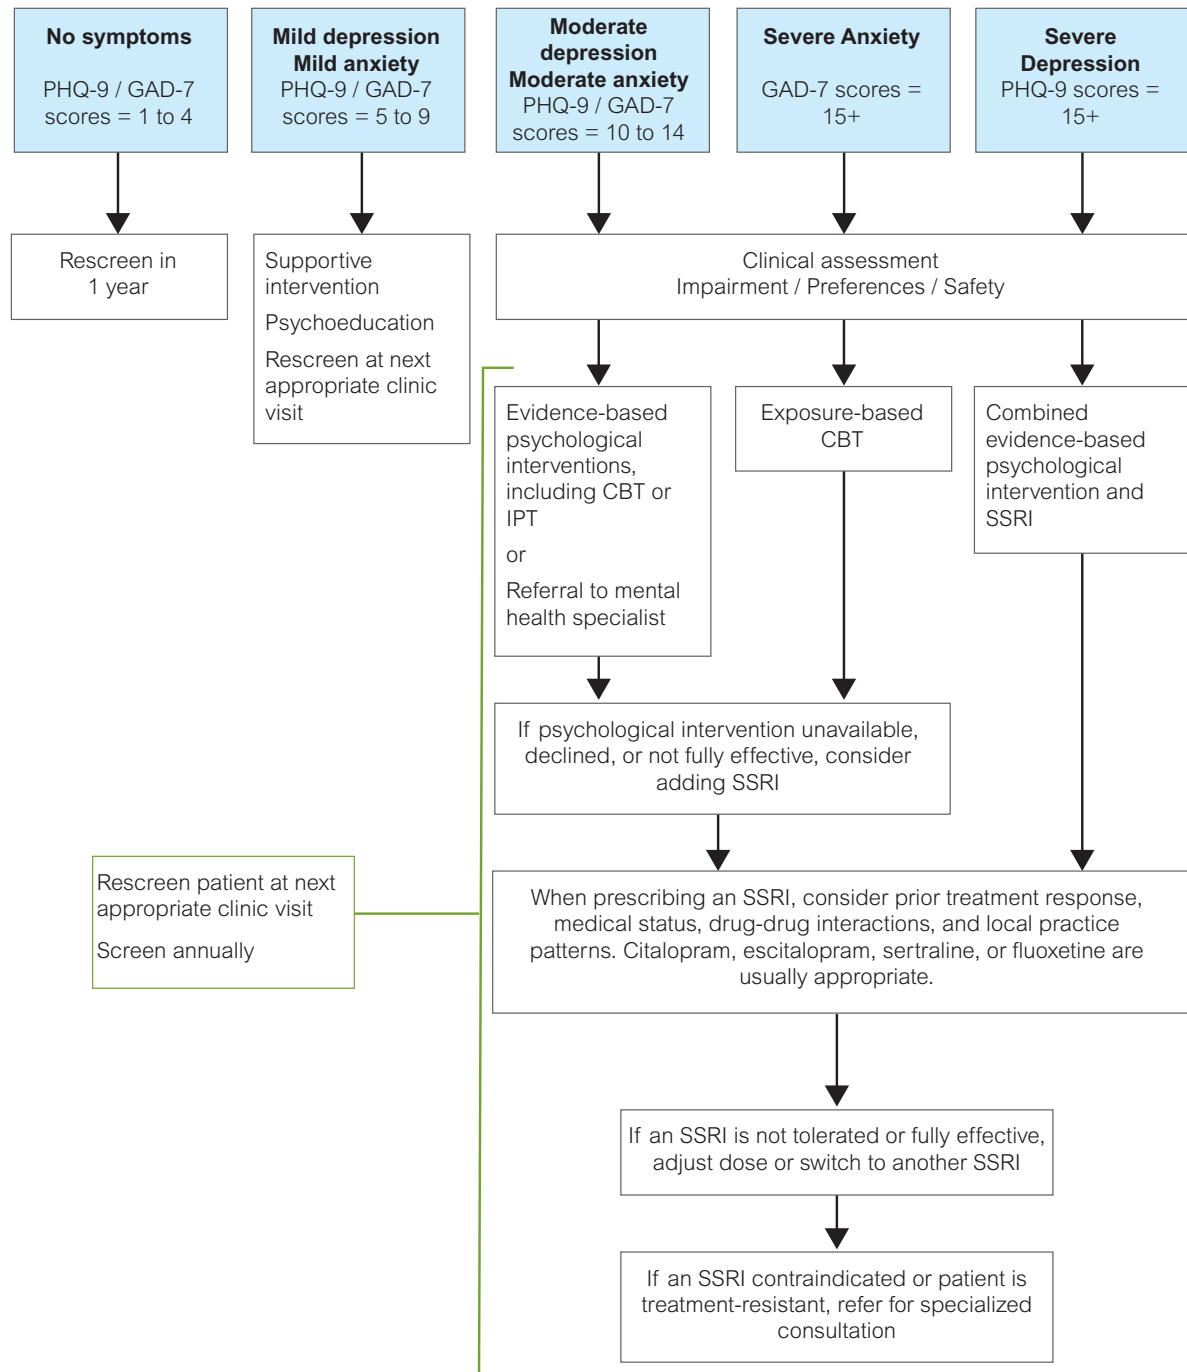 No symptoms
PHQ-9 / GAD-7
scores = 1 to 4
Mild depression
Mild anxiety
PHQ-9 / GAD-7
scores = 5 to 9
Moderate
depression
Moderate anxiety
PHQ-9 / GAD-7
scores = 10 to 14
Severe Anxiety
GAD-7 scores =
15+
Severe
Depression
PHQ-9 scores =
15+
Rescreen in
1 year
Supportive
intervention
Psychoeducation
Rescreen at next
appropriate clinic
visit
Clinical assessment
Impairment / Preferences / Safety
Evidence-based
psychological
interventions,
including CBT or
IPT
or
Referral to mental
health specialist
Exposure-based
CBT
Combined
evidence-based
psychological
intervention and
SSRI
If psychological intervention unavailable,
declined, or not fully effective, consider
adding SSRI
Rescreen patient at next
appropriate clinic visit
Screen annually
When prescribing an SSRI, consider prior treatment response,
medical status, drug-drug interactions, and local practice
patterns. Citalopram, escitalopram, sertraline, or fluoxetine are
usually appropriate.
If an SSRI is not tolerated or fully effective,
adjust dose or switch to another SSRI
If an SSRI contraindicated or patient is
treatment-resistant, refer for specialized
consultation